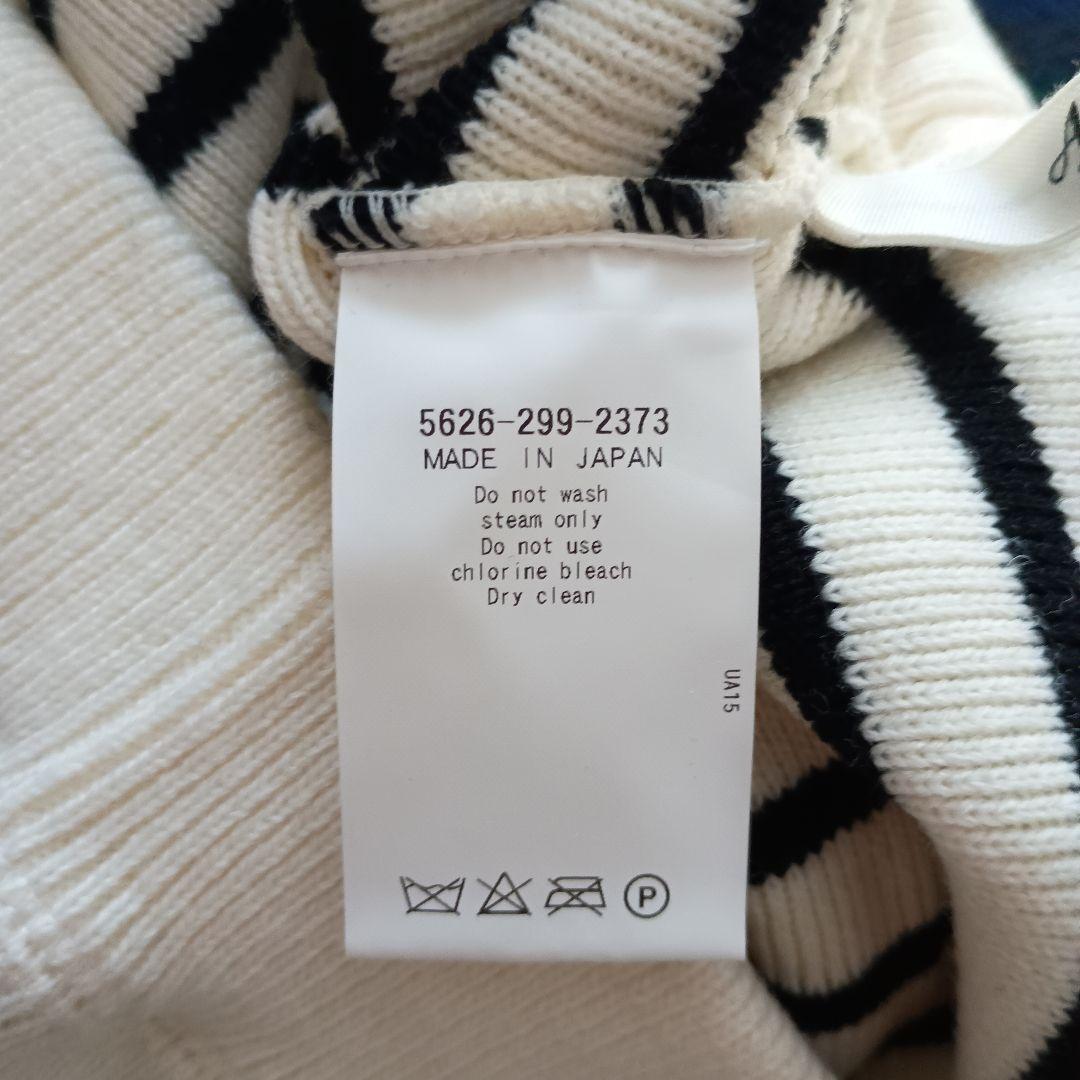 5626-299-2373
MADE IN JAPAN
Do not wash
steam only
Do not use
chlorine bleach
Dry clean
UA15
P